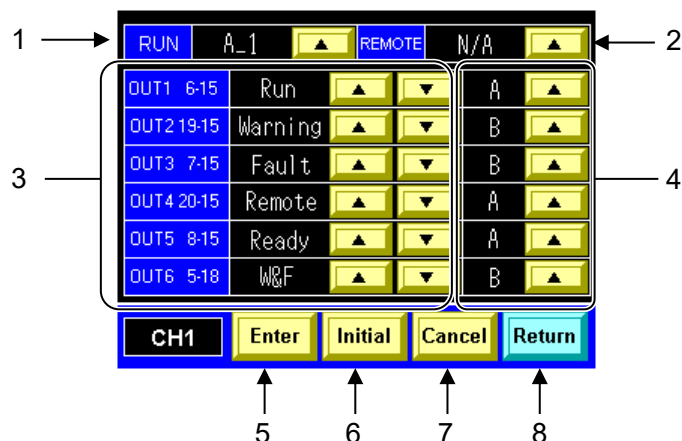 1 RUN A_1 ▲ REMOTE N/A ▲ 2
OUT1 6-15 Run ▲ ▼ A ▲
OUT2 19-15 Warning ▲ ▼ B ▲
OUT3 7-15 Fault ▲ ▼ B ▲
3 4
OUT4 20-15 Remote ▲ ▼ A ▲
OUT5 8-15 Ready ▲ ▼ A ▲
OUT6 5-18 W&F ▲ ▼ B ▲
CH1 Enter Initial Cancel Return
5 6 7 8